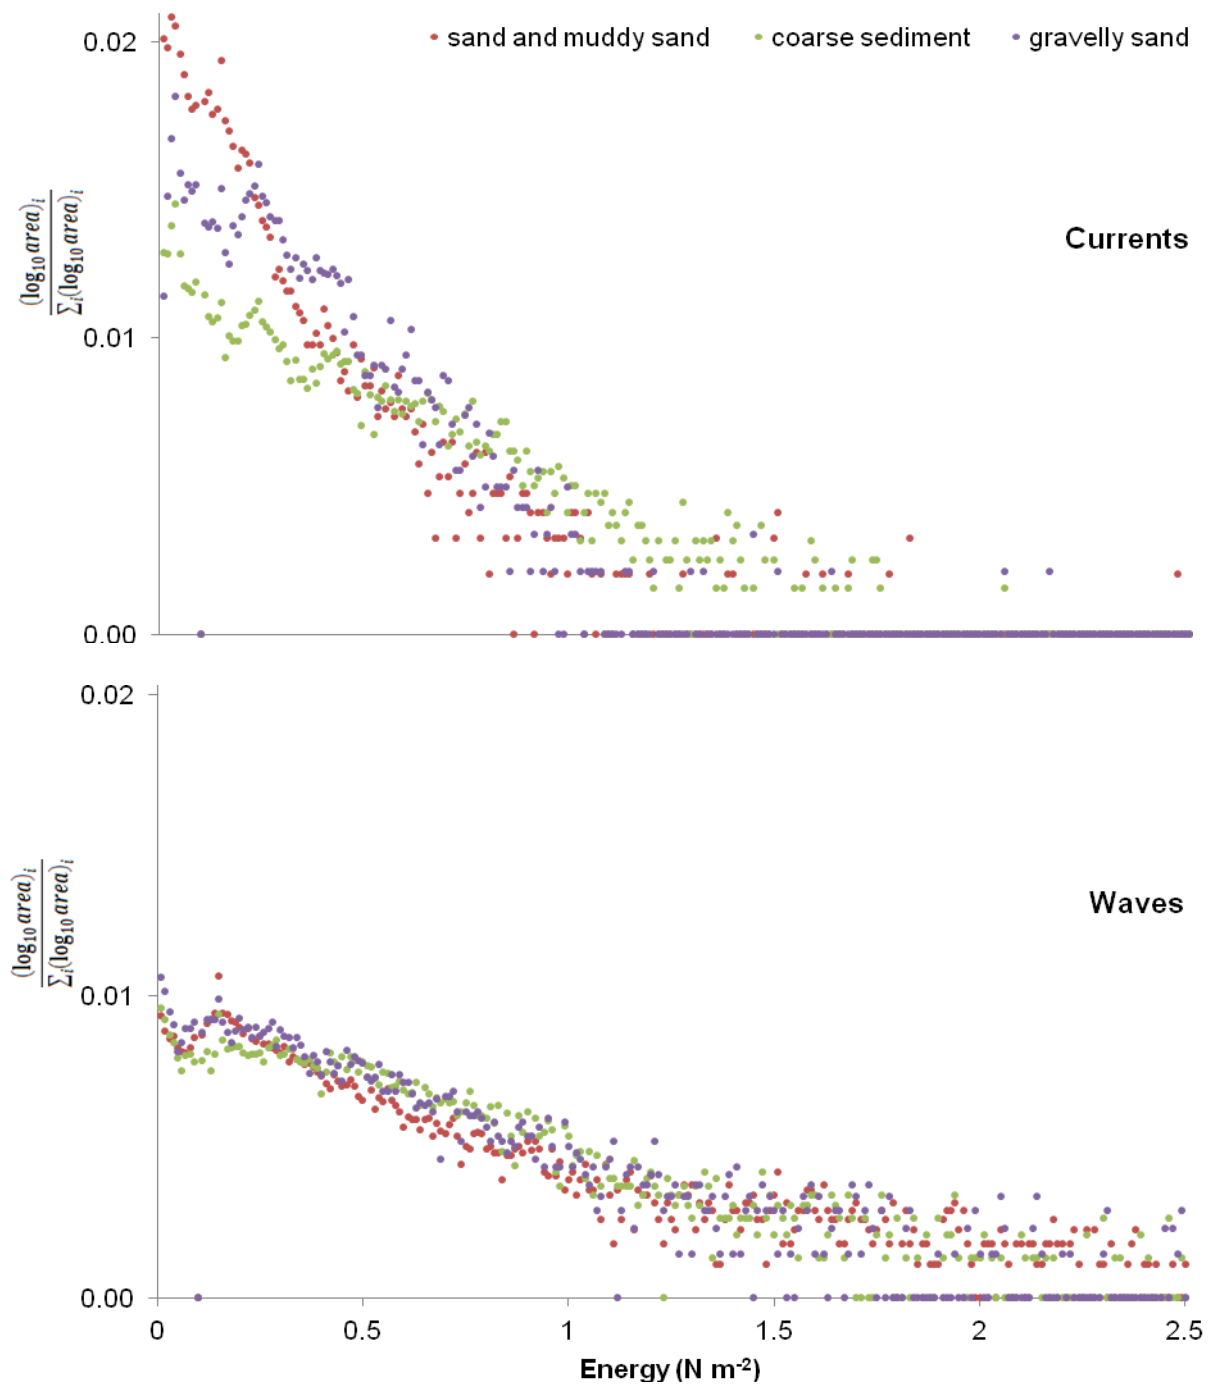 0.02
sand and muddy sand coarse sediment gravelly sand
(log₁₀ area)ᵢ
∑ᵢ(log₁₀ area)ᵢ
Currents
0.01
0.00
0.02
(log₁₀ area)ᵢ
∑ᵢ(log₁₀ area)ᵢ
Waves
0.01
0.00
0 0.5 1 1.5 2 2.5
Energy (N m⁻²)